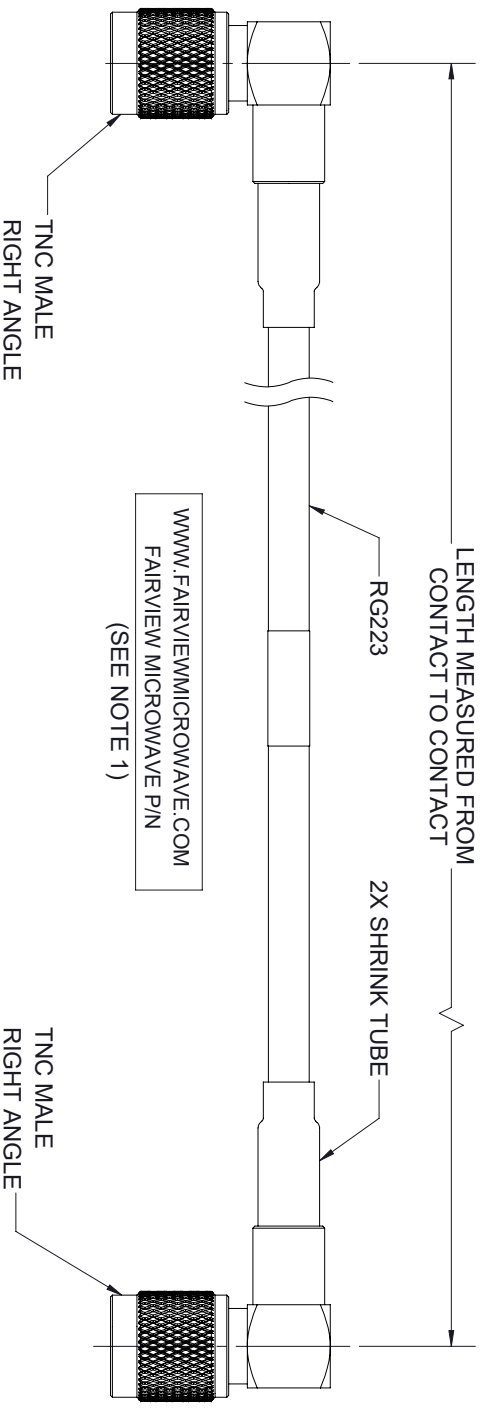 LENGTH MEASURED FROM
CONTACT TO CONTACT
RG223
2X SHRINK TUBE
WWW.FAIRVIEWMICROWAVE.COM
FAIRVIEW MICROWAVE P/N
(SEE NOTE 1)
TNC MALE
RIGHT ANGLE
TNC MALE
RIGHT ANGLE